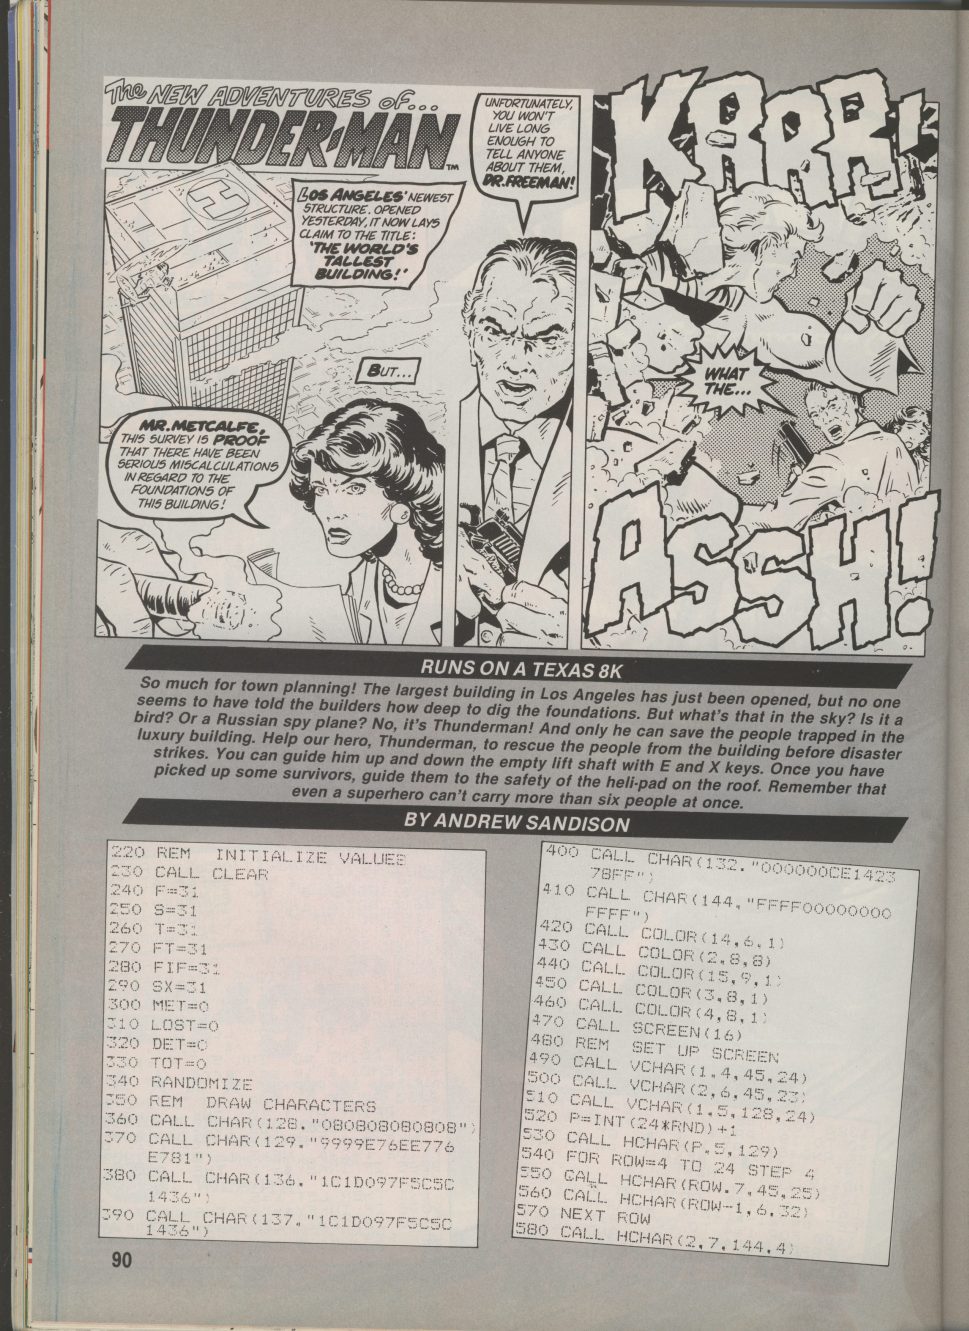 The NEW ADVENTURES of...
THUNDER-MAN™
LOS ANGELES' NEWEST
STRUCTURE. OPENED
YESTERDAY, IT NOW LAYS
CLAIM TO THE TITLE:
'THE WORLD'S
TALLEST
BUILDING!'
BUT...
MR. METCALFE,
THIS SURVEY IS PROOF
THAT THERE HAVE BEEN
SERIOUS MISCALCULATIONS
IN REGARD TO THE
FOUNDATIONS OF
THIS BUILDING!
UNFORTUNATELY,
YOU WON'T
LIVE LONG
ENOUGH TO
TELL ANYONE
ABOUT THEM,
DR. FREEMAN!
KRRR!
WHAT
THE...
ASSH!
RUNS ON A TEXAS 8K
So much for town planning! The largest building in Los Angeles has just been opened, but no one
seems to have told the builders how deep to dig the foundations. But what's that in the sky? Is it a
bird? Or a Russian spy plane? No, it's Thunderman! And only he can save the people trapped in the
luxury building. Help our hero, Thunderman, to rescue the people from the building before disaster
strikes. You can guide him up and down the empty lift shaft with E and X keys. Once you have
picked up some survivors, guide them to the safety of the heli-pad on the roof. Remember that
even a superhero can't carry more than six people at once.
BY ANDREW SANDISON
220 REM INITIALIZE VALUES
230 CALL CLEAR
240 F=31
250 S=31
260 T=31
270 FT=31
280 FIF=31
290 SX=31
300 MET=0
310 LOST=0
320 DET=0
330 TOT=0
340 RANDOMIZE
350 REM DRAW CHARACTERS
360 CALL CHAR(128,"080808080808")
370 CALL CHAR(129,"9999E76EE776
E781")
380 CALL CHAR(136,"1C1D097F5C5C
1436")
390 CALL CHAR(137,"1C1D097F5C5C
1436")
400 CALL CHAR(132,"000000CE1423
78FF")
410 CALL CHAR(144,"FFFF00000000
FFFF")
420 CALL COLOR(14,6,1)
430 CALL COLOR(2,8,8)
440 CALL COLOR(15,9,1)
450 CALL COLOR(3,8,1)
460 CALL COLOR(4,8,1)
470 CALL SCREEN(16)
480 REM SET UP SCREEN
490 CALL VCHAR(1,4,45,24)
500 CALL VCHAR(2,6,45,23)
510 CALL VCHAR(1,5,128,24)
520 P=INT(24*RND)+1
530 CALL HCHAR(P,5,129)
540 FOR ROW=4 TO 24 STEP 4
550 CALL HCHAR(ROW,7,45,25)
560 CALL HCHAR(ROW-1,6,32)
570 NEXT ROW
580 CALL HCHAR(2,7,144,4)
90